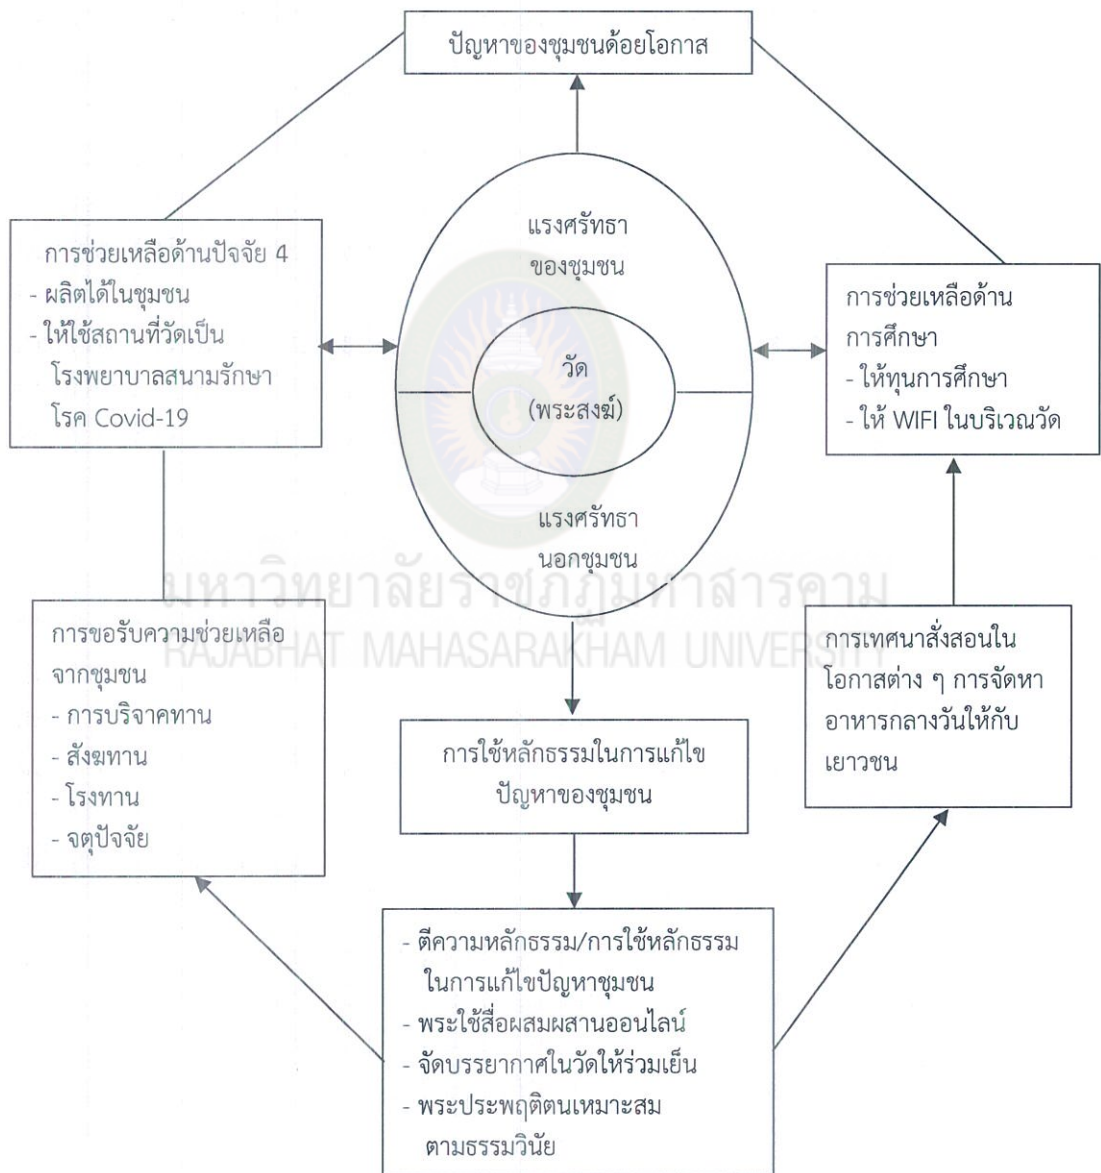 ปัญหาของชุมชนด้อยโอกาส
แรงศรัทธา
ของชุมชน
การช่วยเหลือด้านปัจจัย 4
- ผลิตได้ในชุมชน
- ให้ใช้สถานที่วัดเป็น
โรงพยาบาลสนามรักษา
โรค Covid-19
วัด
(พระสงฆ์)
การช่วยเหลือด้าน
การศึกษา
- ให้ทุนการศึกษา
- ให้ WIFI ในบริเวณวัด
แรงศรัทธา
นอกชุมชน
มหาวิทยาลัยราชภัฏมหาสารคาม
RAJABHAT MAHASARAKHAM UNIVERSITY
การขอรับความช่วยเหลือ
จากชุมชน
- การบริจาคทาน
- สังฆทาน
- โรงทาน
- จตุปัจจัย
การใช้หลักธรรมในการแก้ไข
ปัญหาของชุมชน
การเทศนาสั่งสอนใน
โอกาสต่าง ๆ การจัดหา
อาหารกลางวันให้กับ
เยาวชน
- ตีความหลักธรรม/การใช้หลักธรรม
ในการแก้ไขปัญหาชุมชน
- พระใช้สื่อผสมผสานออนไลน์
- จัดบรรยากาศในวัดให้ร่วมเย็น
- พระประพฤติตนเหมาะสม
ตามธรรมวินัย